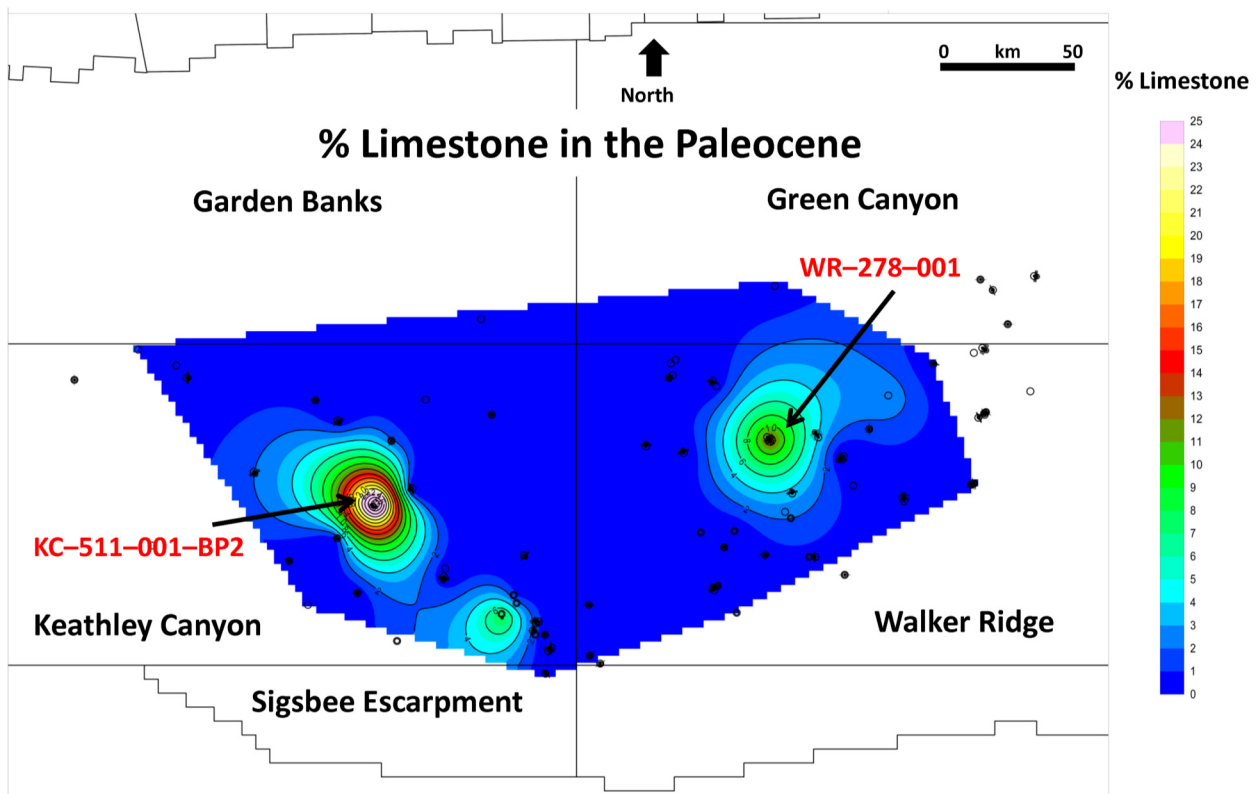 0 km 50
North
% Limestone
% Limestone in the Paleocene
Garden Banks
Green Canyon
WR–278–001
KC–511–001–BP2
Keathley Canyon
Walker Ridge
Sigsbee Escarpment
25
24
23
22
21
20
19
18
17
16
15
14
13
12
11
10
9
8
7
6
5
4
3
2
1
0